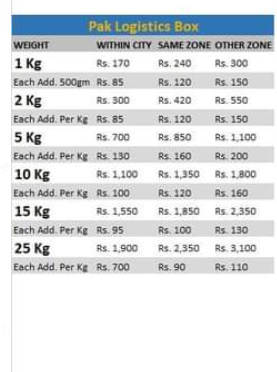 Pak Logistics Box
WEIGHT WITHIN CITY SAME ZONE OTHER ZONE
1 Kg Rs. 170 Rs. 240 Rs. 300
Each Add. 500gm Rs. 85 Rs. 120 Rs. 150
2 Kg Rs. 300 Rs. 420 Rs. 550
Each Add. Per Kg Rs. 85 Rs. 120 Rs. 150
5 Kg Rs. 700 Rs. 850 Rs. 1,100
Each Add. Per Kg Rs. 130 Rs. 160 Rs. 200
10 Kg Rs. 1,100 Rs. 1,350 Rs. 1,800
Each Add. Per Kg Rs. 100 Rs. 120 Rs. 160
15 Kg Rs. 1,550 Rs. 1,850 Rs. 2,350
Each Add. Per Kg Rs. 95 Rs. 100 Rs. 130
25 Kg Rs. 1,900 Rs. 2,350 Rs. 3,100
Each Add. Per Kg Rs. 700 Rs. 90 Rs. 110